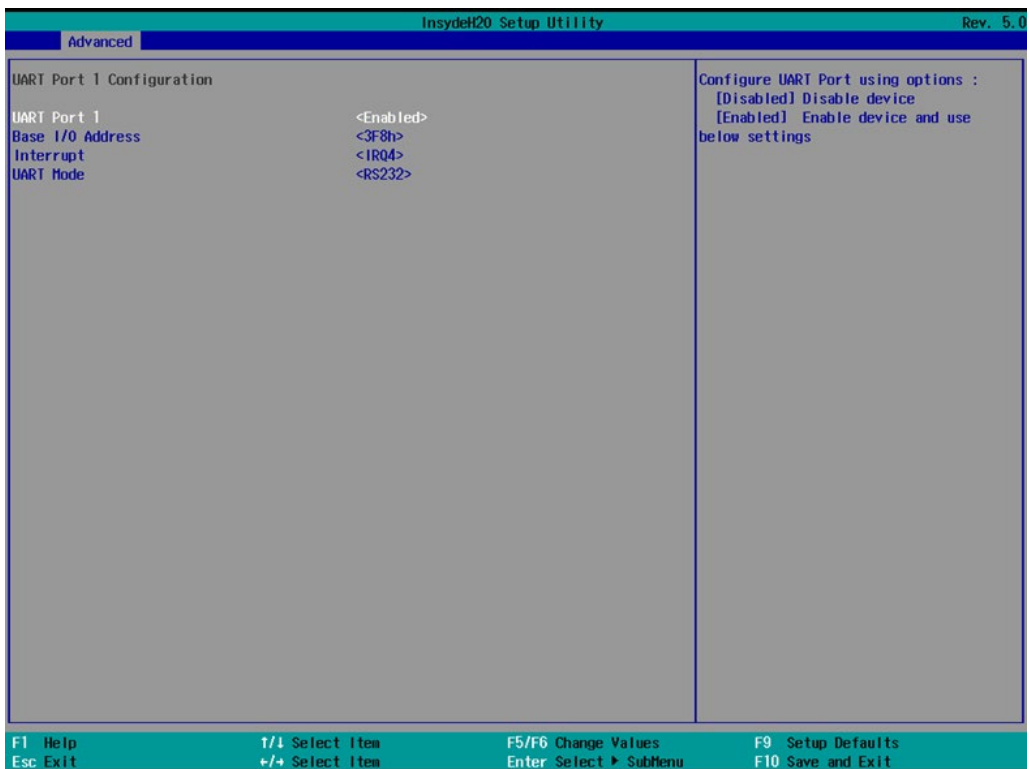 InsydeH20 Setup Utility Rev. 5.0
Advanced
UART Port 1 Configuration
UART Port 1 <Enabled>
Base I/O Address <3F8h>
Interrupt <IRQ4>
UART Mode <RS232>
Configure UART Port using options :
[Disabled] Disable device
[Enabled] Enable device and use
below settings
F1 Help ↑/↓ Select Item F5/F6 Change Values F9 Setup Defaults
Esc Exit ←/→ Select Item Enter Select ▶ SubMenu F10 Save and Exit